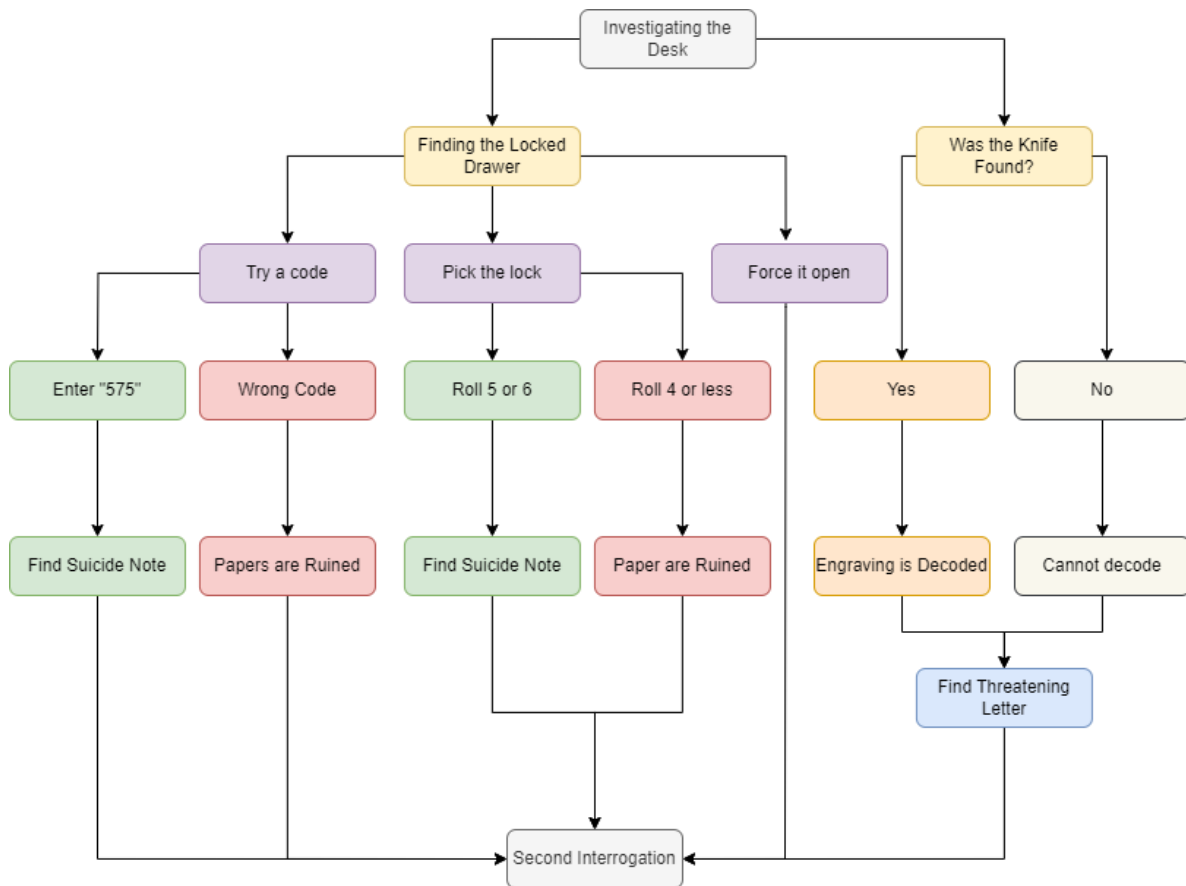 Investigating the
Desk
Finding the Locked
Drawer
Was the Knife
Found?
Try a code
Pick the lock
Force it open
Enter "575"
Wrong Code
Roll 5 or 6
Roll 4 or less
Yes
No
Find Suicide Note
Papers are Ruined
Find Suicide Note
Paper are Ruined
Engraving is Decoded
Cannot decode
Find Threatening
Letter
Second Interrogation